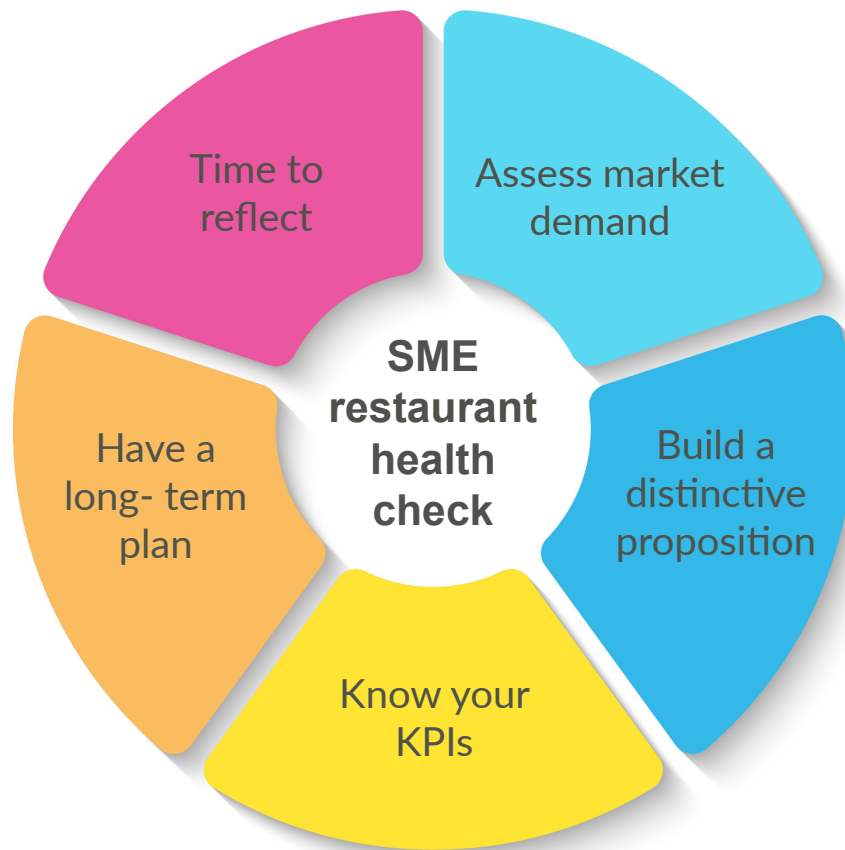 SME
restaurant
health
check
Assess market
demand
Build a
distinctive
proposition
Know your
KPIs
Have a
long- term
plan
Time to
reflect